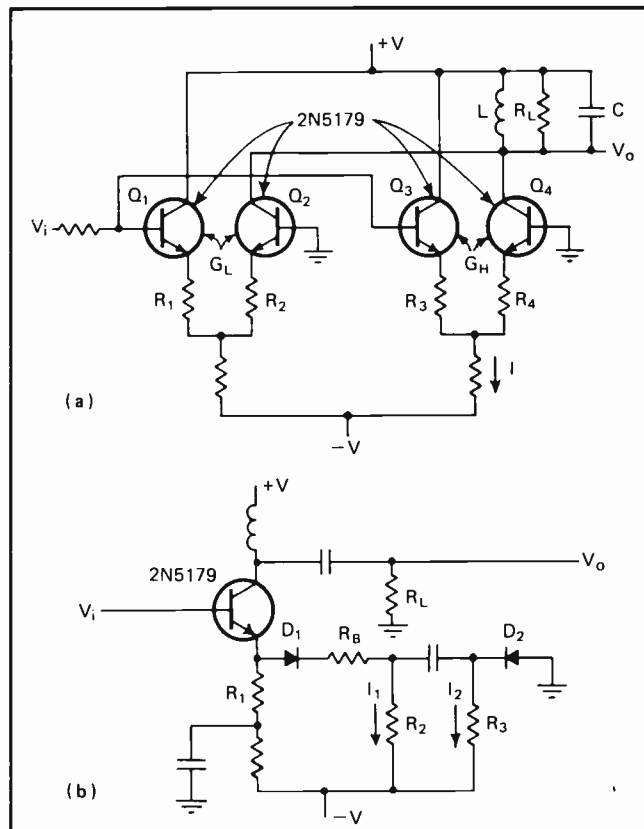 +V
L
R_L
C
2N5179
V_o
Q_1
Q_2
Q_3
Q_4
V_i
G_L
G_H
R_1
R_2
R_3
R_4
I
(a)
−V
+V
2N5179
V_o
R_L
V_i
D_1
R_B
D_2
R_1
I_1
I_2
R_2
R_3
(b)
−V